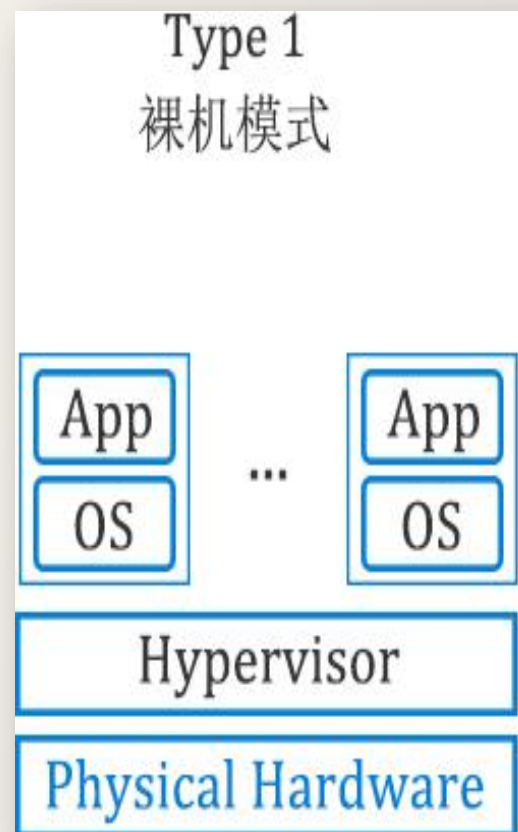 Type 1
裸机模式
App
App
...
OS
OS
Hypervisor
Physical Hardware